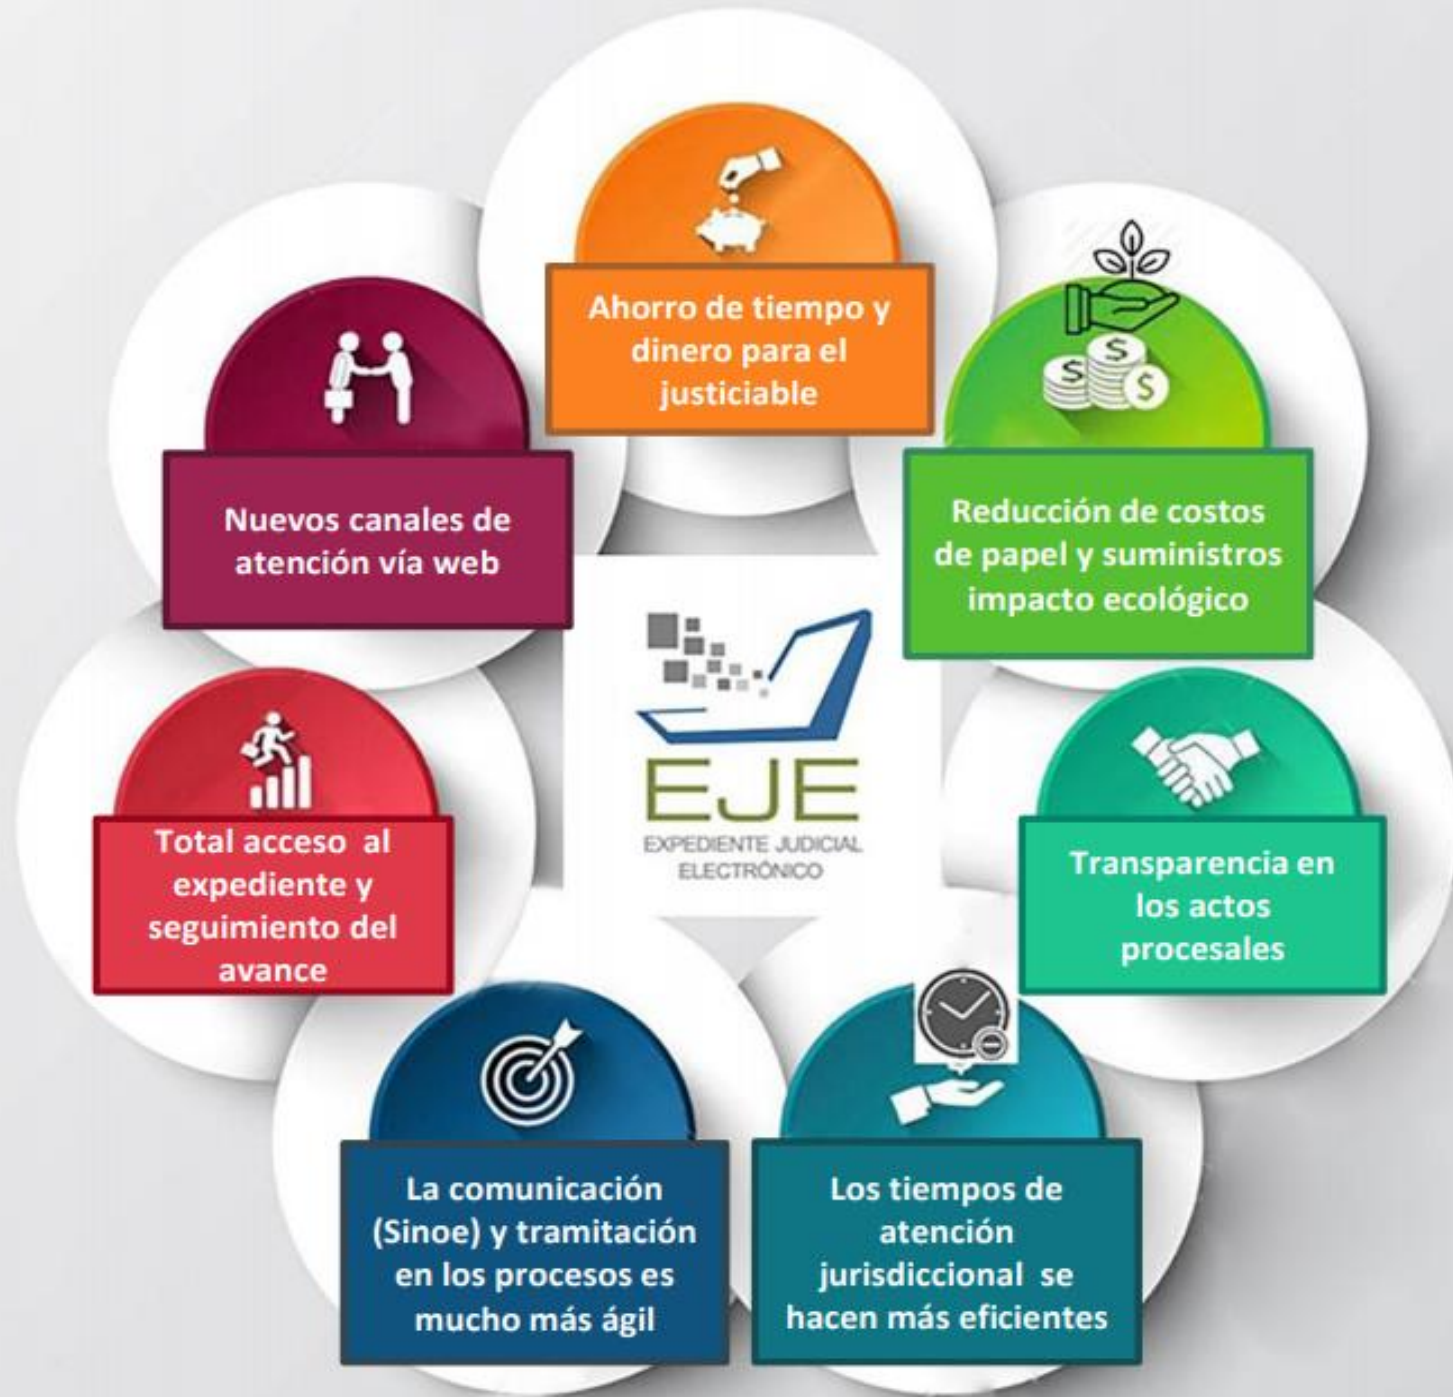 Ahorro de tiempo y
dinero para el
justiciable
Nuevos canales de
atención vía web
Reducción de costos
de papel y suministros
impacto ecológico
EJE
EXPEDIENTE JUDICIAL
ELECTRÓNICO
Total acceso al
expediente y
seguimiento del
avance
Transparencia en
los actos
procesales
La comunicación
(Sinoe) y tramitación
en los procesos es
mucho más ágil
Los tiempos de
atención
jurisdiccional se
hacen más eficientes